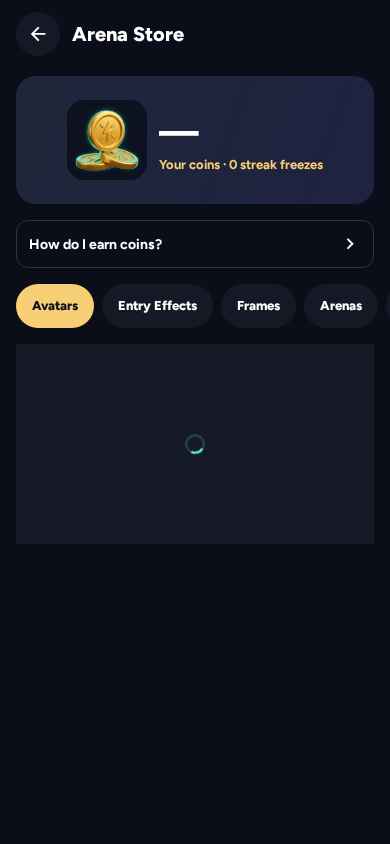 Arena Store
—
Your coins · 0 streak freezes
How do I earn coins?
Avatars
Entry Effects
Frames
Arenas